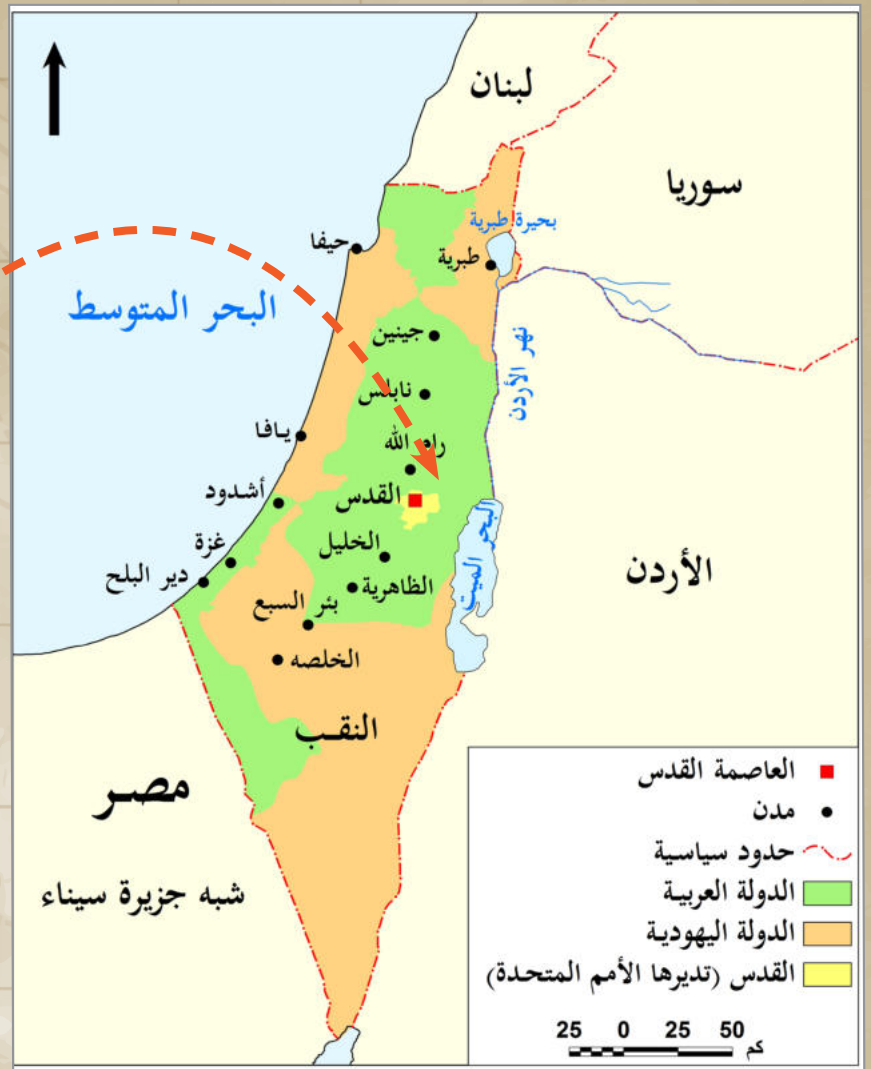 لبنان
سوريا
بحيرة طبرية
حيفا
طبرية
البحر المتوسط
جينين
نهر الأردن
نابلس
يافا
رام الله
أشدود
القدس
البحر الميت
غزة
الخليل
دير البلح
الظاهرية
الأردن
بئر السبع
الخلصه
النقب
مصر
شبه جزيرة سيناء
العاصمة القدس
مدن
حدود سياسية
الدولة العربية
الدولة اليهودية
القدس (تديرها الأمم المتحدة)
25 0 25 50
كم